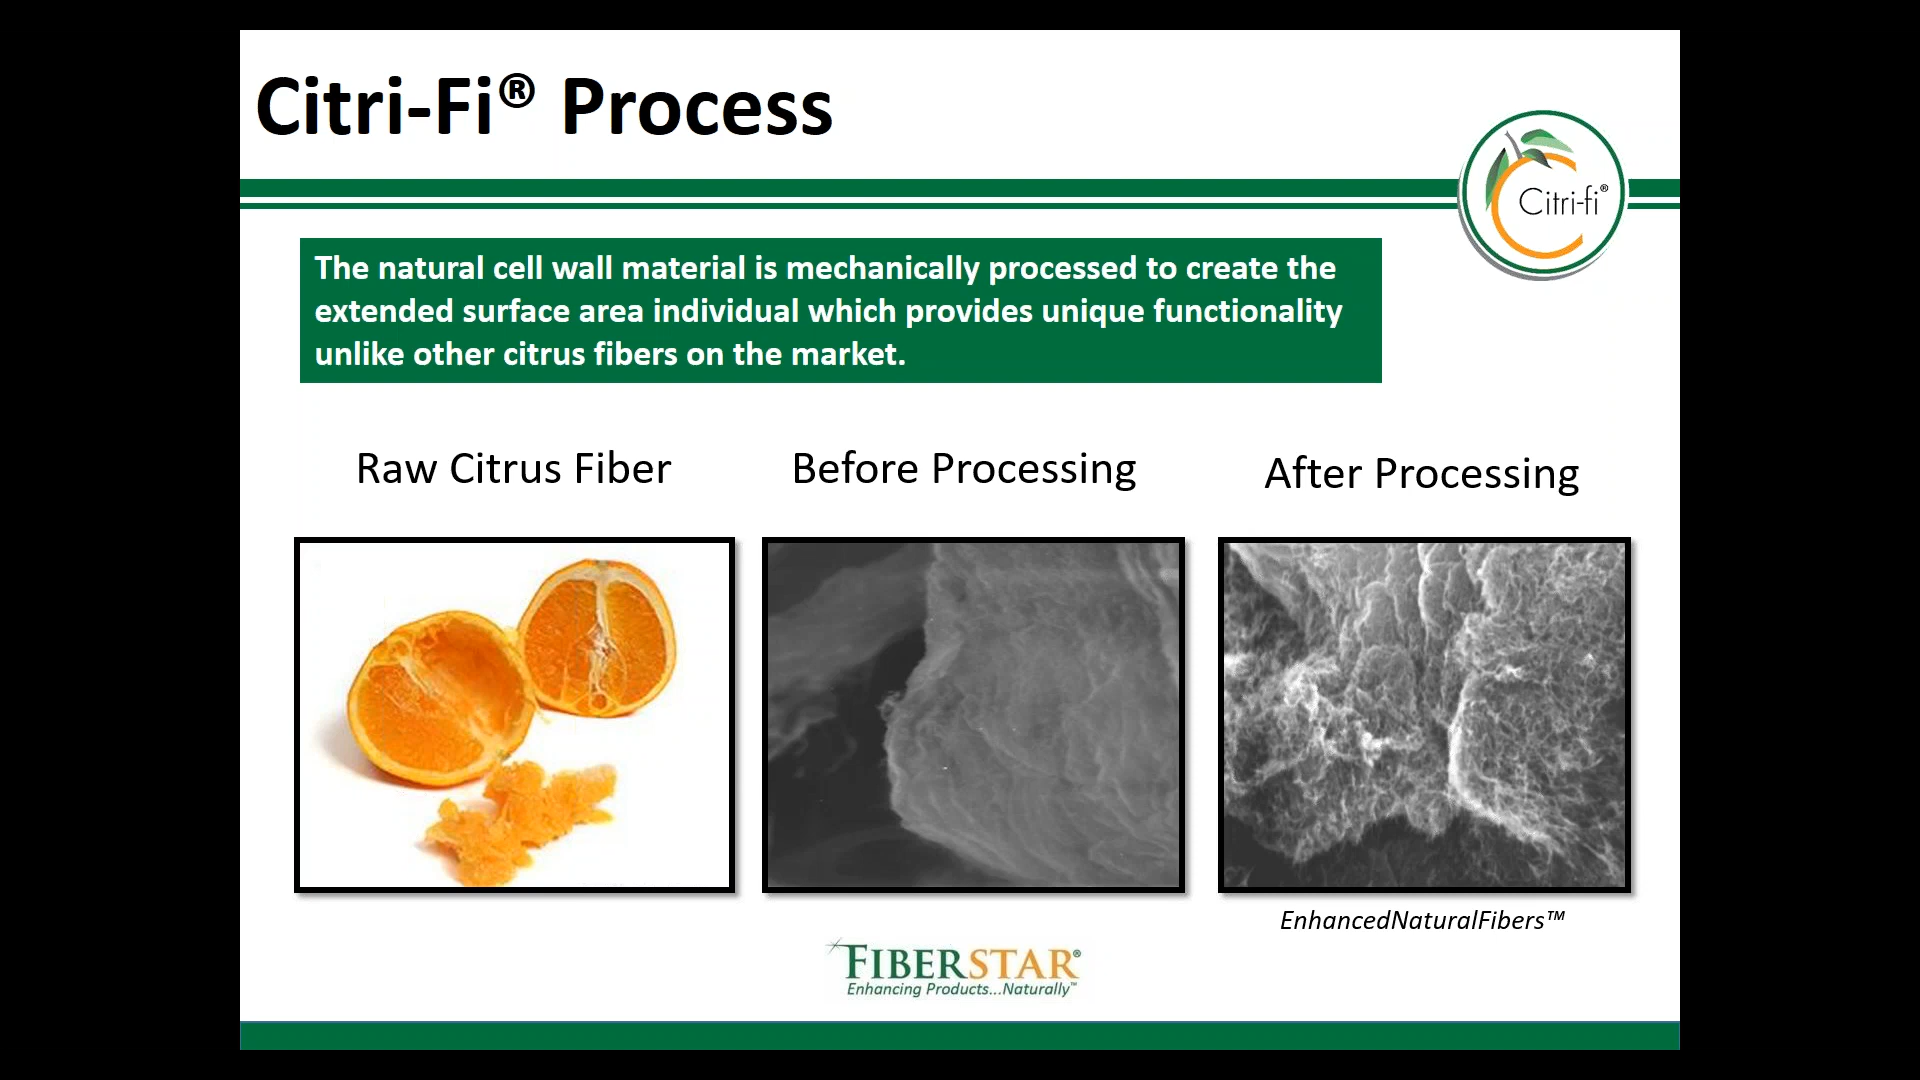 Citri-Fi® Process
Citri-fi®
The natural cell wall material is mechanically processed to create the
extended surface area individual which provides unique functionality
unlike other citrus fibers on the market.
Raw Citrus Fiber
Before Processing
After Processing
EnhancedNaturalFibers™
FIBERSTAR®
Enhancing Products...Naturally™